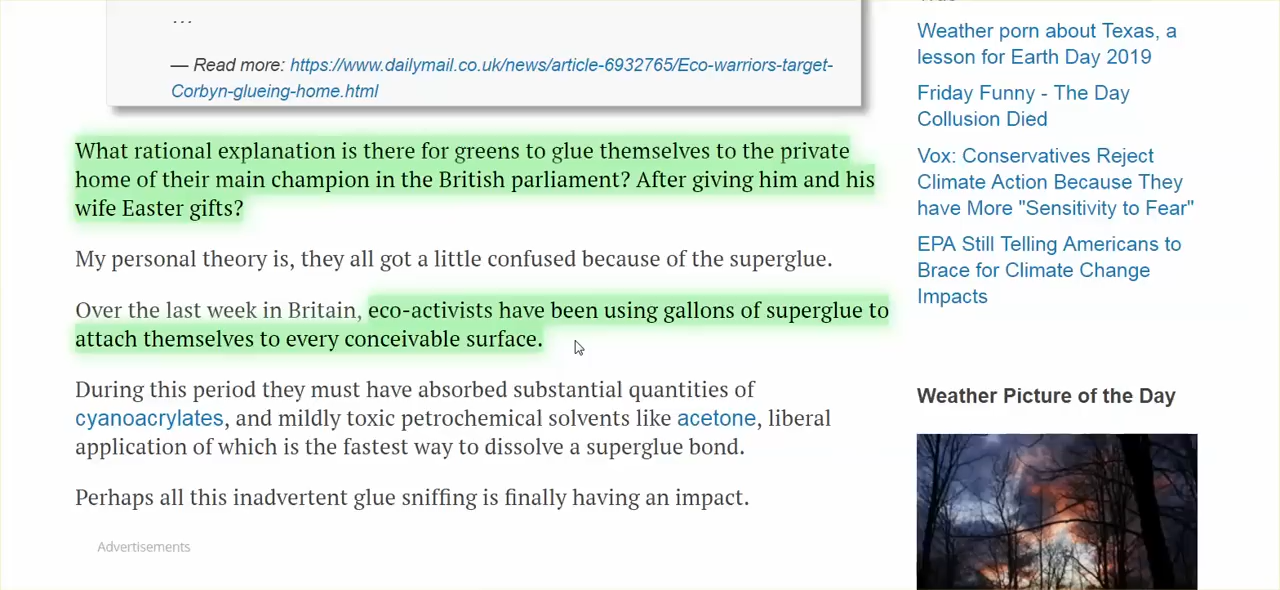 ...
— Read more: https://www.dailymail.co.uk/news/article-6932765/Eco-warriors-target-
Corbyn-glueing-home.html
What rational explanation is there for greens to glue themselves to the private
home of their main champion in the British parliament? After giving him and his
wife Easter gifts?
My personal theory is, they all got a little confused because of the superglue.
Over the last week in Britain, eco-activists have been using gallons of superglue to
attach themselves to every conceivable surface.
During this period they must have absorbed substantial quantities of
cyanoacrylates, and mildly toxic petrochemical solvents like acetone, liberal
application of which is the fastest way to dissolve a superglue bond.
Perhaps all this inadvertent glue sniffing is finally having an impact.
Advertisements
Weather porn about Texas, a
lesson for Earth Day 2019
Friday Funny - The Day
Collusion Died
Vox: Conservatives Reject
Climate Action Because They
have More "Sensitivity to Fear"
EPA Still Telling Americans to
Brace for Climate Change
Impacts
Weather Picture of the Day